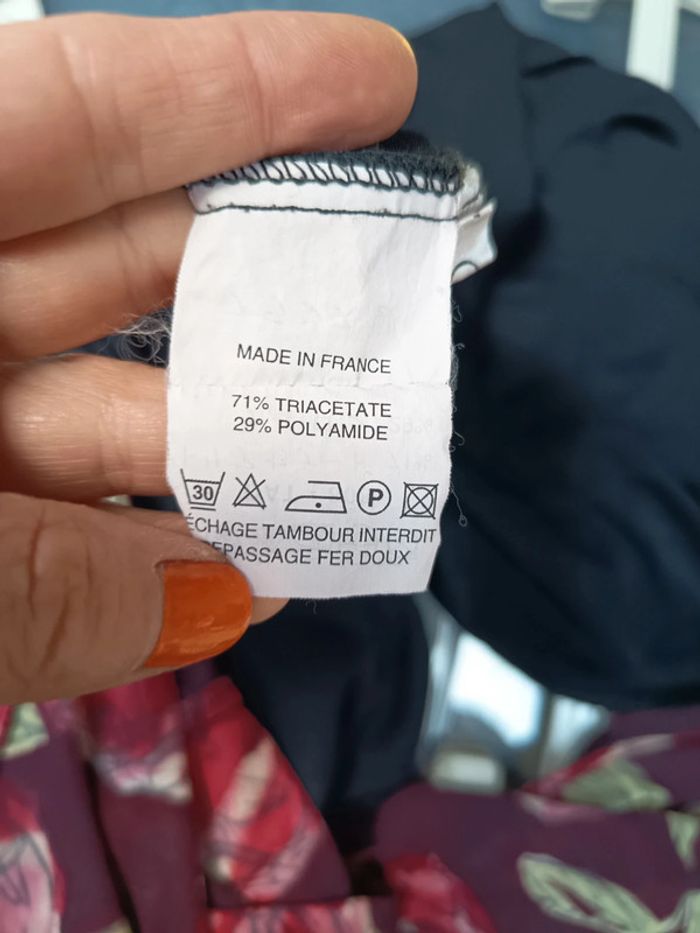 MADE IN FRANCE
71% TRIACETATE
29% POLYAMIDE
30 P
ÉCHAGE TAMBOUR INTERDIT
EPASSAGE FER DOUX